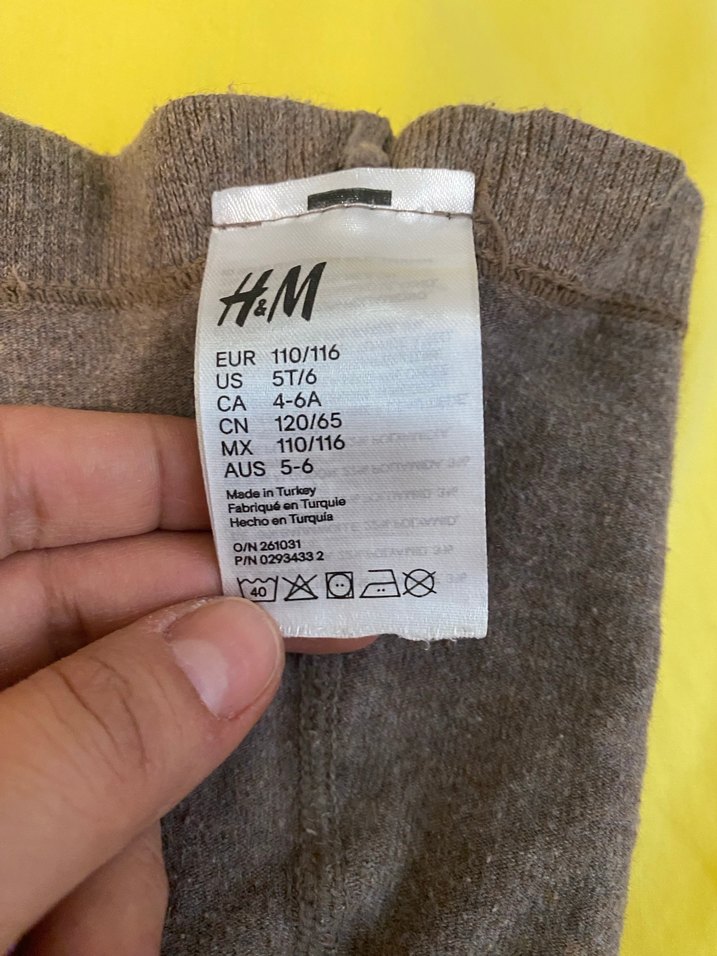 H&M
EUR 110/116
US 5T/6
CA 4-6A
CN 120/65
MX 110/116
AUS 5-6
Made in Turkey
Fabriqué en Turquie
Hecho en Turquía
O/N 261031
P/N 0293433 2
40